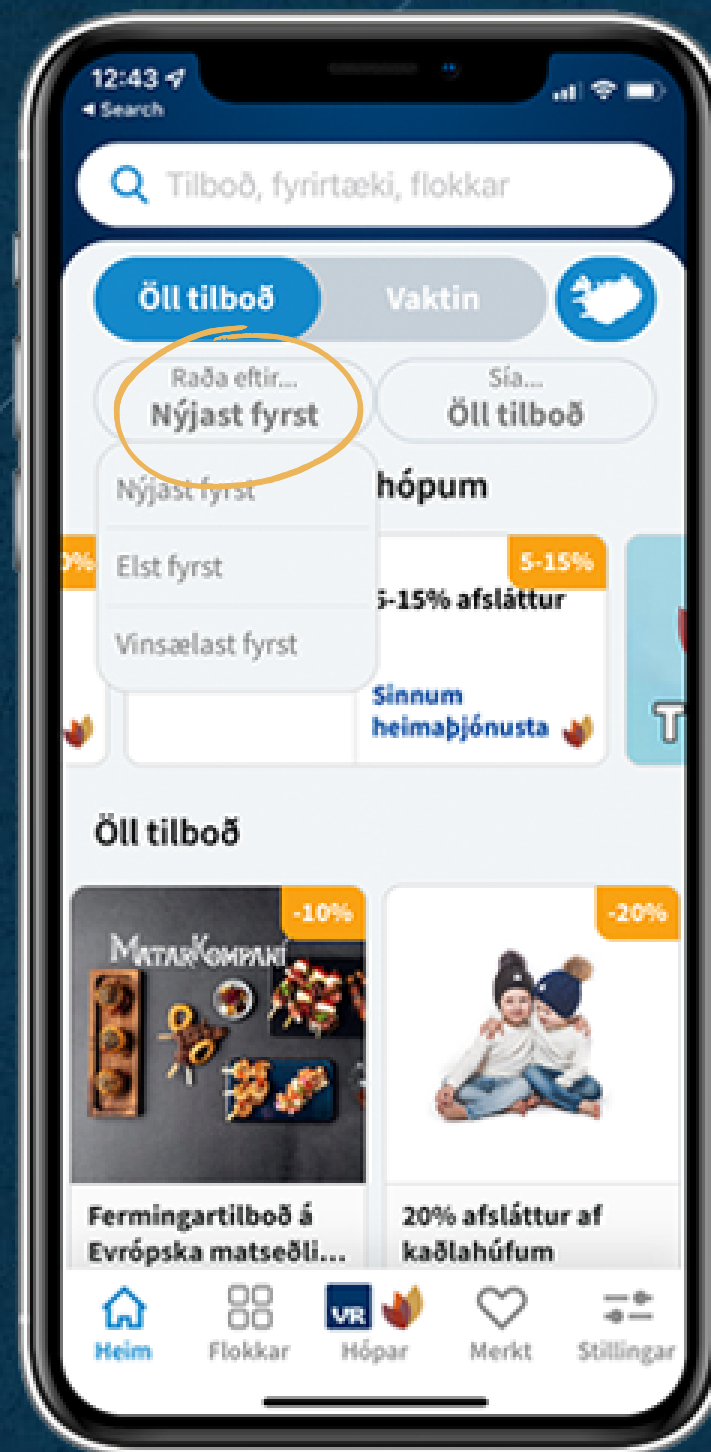 12:43
Search
Tilboð, fyrirtæki, flokkar
Öll tilboð
Vaktin
Raða eftir...
Nýjast fyrst
Sía...
Öll tilboð
Nýjast fyrst
Elst fyrst
Vinsælast fyrst
hópum
5-15%
5-15% afsláttur
Sinnum
heimaþjónusta
Öll tilboð
-10%
MATARKOMPANÍ
-20%
Fermingartilboð á
Evrópska matseðli...
20% afsláttur af
kaðlahúfum
Heim
Flokkar
VR
Hópar
Merkt
Stillingar